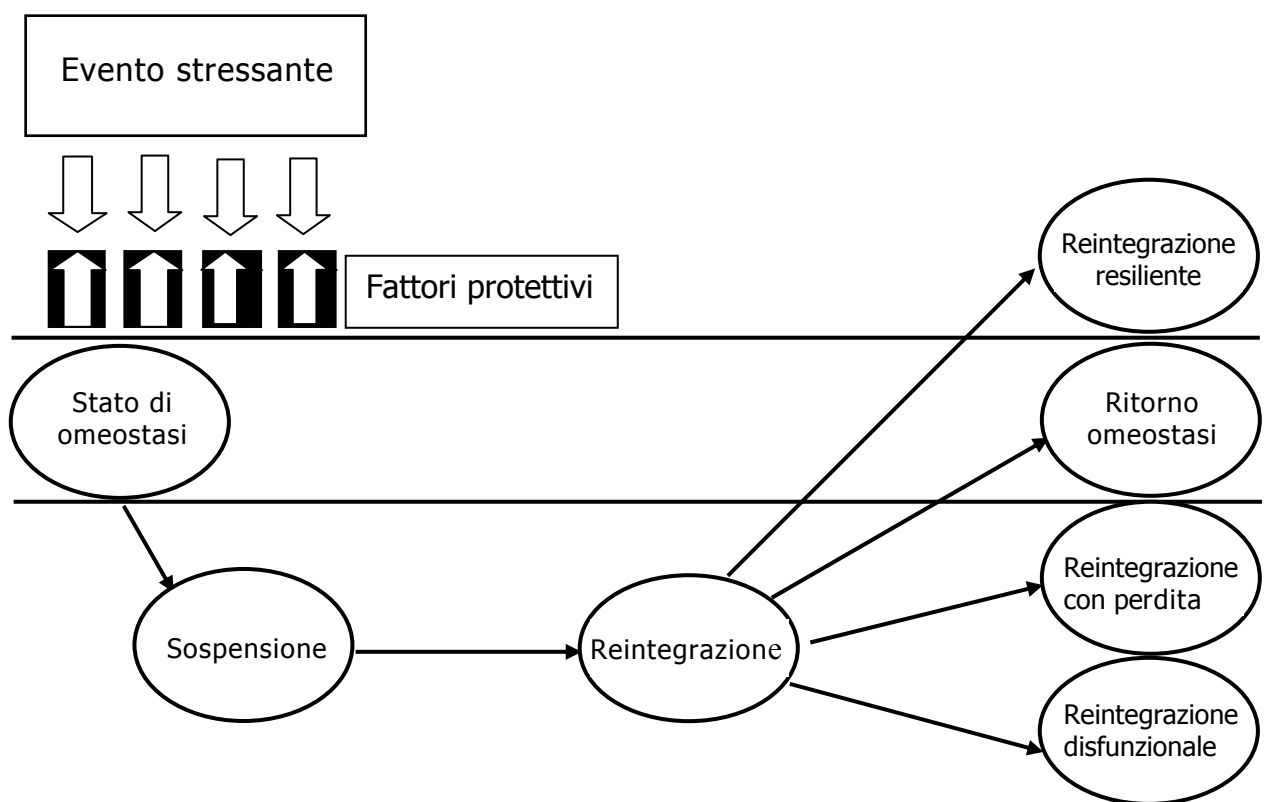 Evento stressante
Fattori protettivi
Reintegrazione
resiliente
Stato di
omeostasi
Ritorno
omeostasi
Sospensione
Reintegrazione
Reintegrazione
con perdita
Reintegrazione
disfunzionale